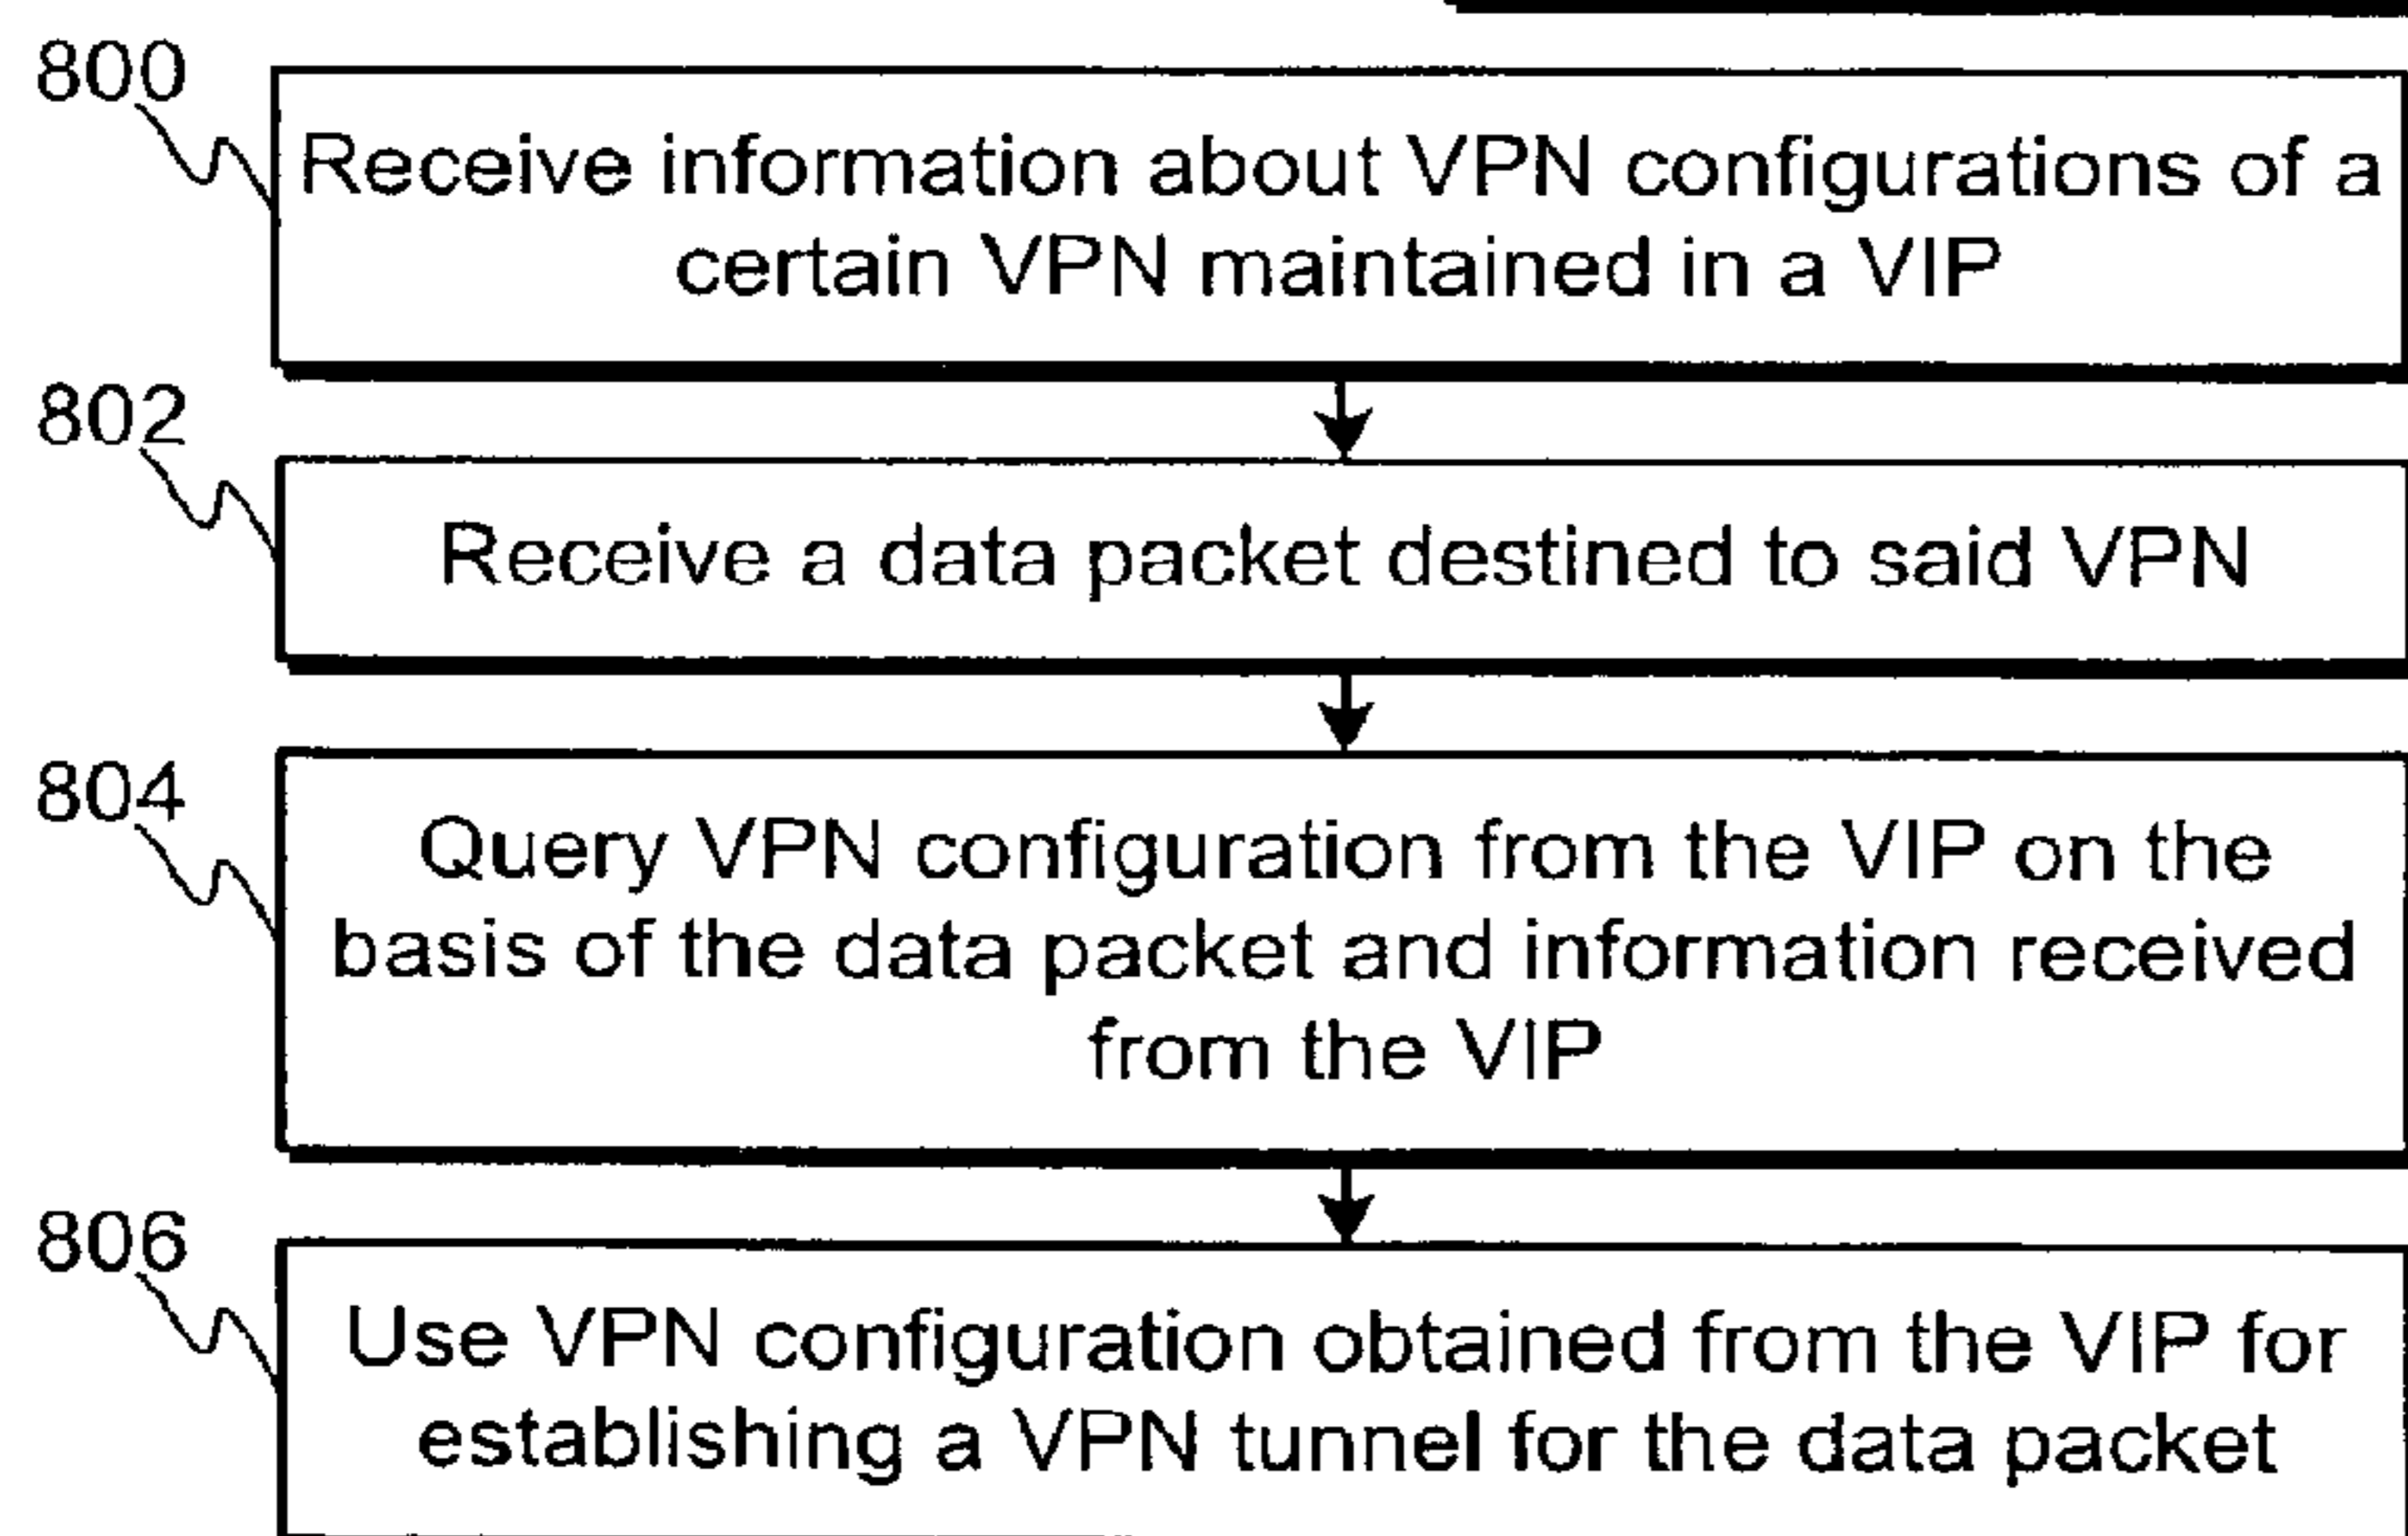 800
Receive information about VPN configurations of a
certain VPN maintained in a VIP
802
Receive a data packet destined to said VPN
804
Query VPN configuration from the VIP on the
basis of the data packet and information received
from the VIP
806
Use VPN configuration obtained from the VIP for
establishing a VPN tunnel for the data packet